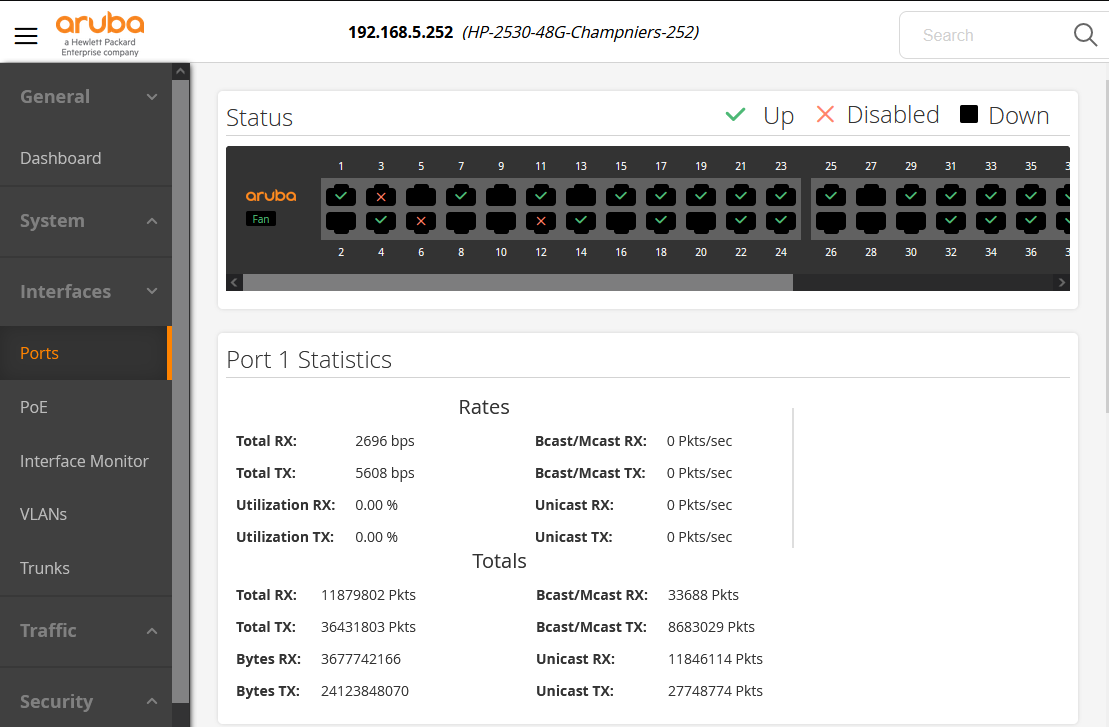 aruba
a Hewlett Packard
Enterprise company
192.168.5.252 (HP-2530-48G-Champniers-252)
Search
General
Dashboard
System
Interfaces
Ports
PoE
Interface Monitor
VLANs
Trunks
Traffic
Security
Status
Up Disabled Down
1 3 5 7 9 11 13 15 17 19 21 23 25 27 29 31 33 35
aruba
Fan
2 4 6 8 10 12 14 16 18 20 22 24 26 28 30 32 34 36
Port 1 Statistics
Rates
Total RX: 2696 bps Bcast/Mcast RX: 0 Pkts/sec
Total TX: 5608 bps Bcast/Mcast TX: 0 Pkts/sec
Utilization RX: 0.00 % Unicast RX: 0 Pkts/sec
Utilization TX: 0.00 % Unicast TX: 0 Pkts/sec
Totals
Total RX: 11879802 Pkts Bcast/Mcast RX: 33688 Pkts
Total TX: 36431803 Pkts Bcast/Mcast TX: 8683029 Pkts
Bytes RX: 3677742166 Unicast RX: 11846114 Pkts
Bytes TX: 24123848070 Unicast TX: 27748774 Pkts